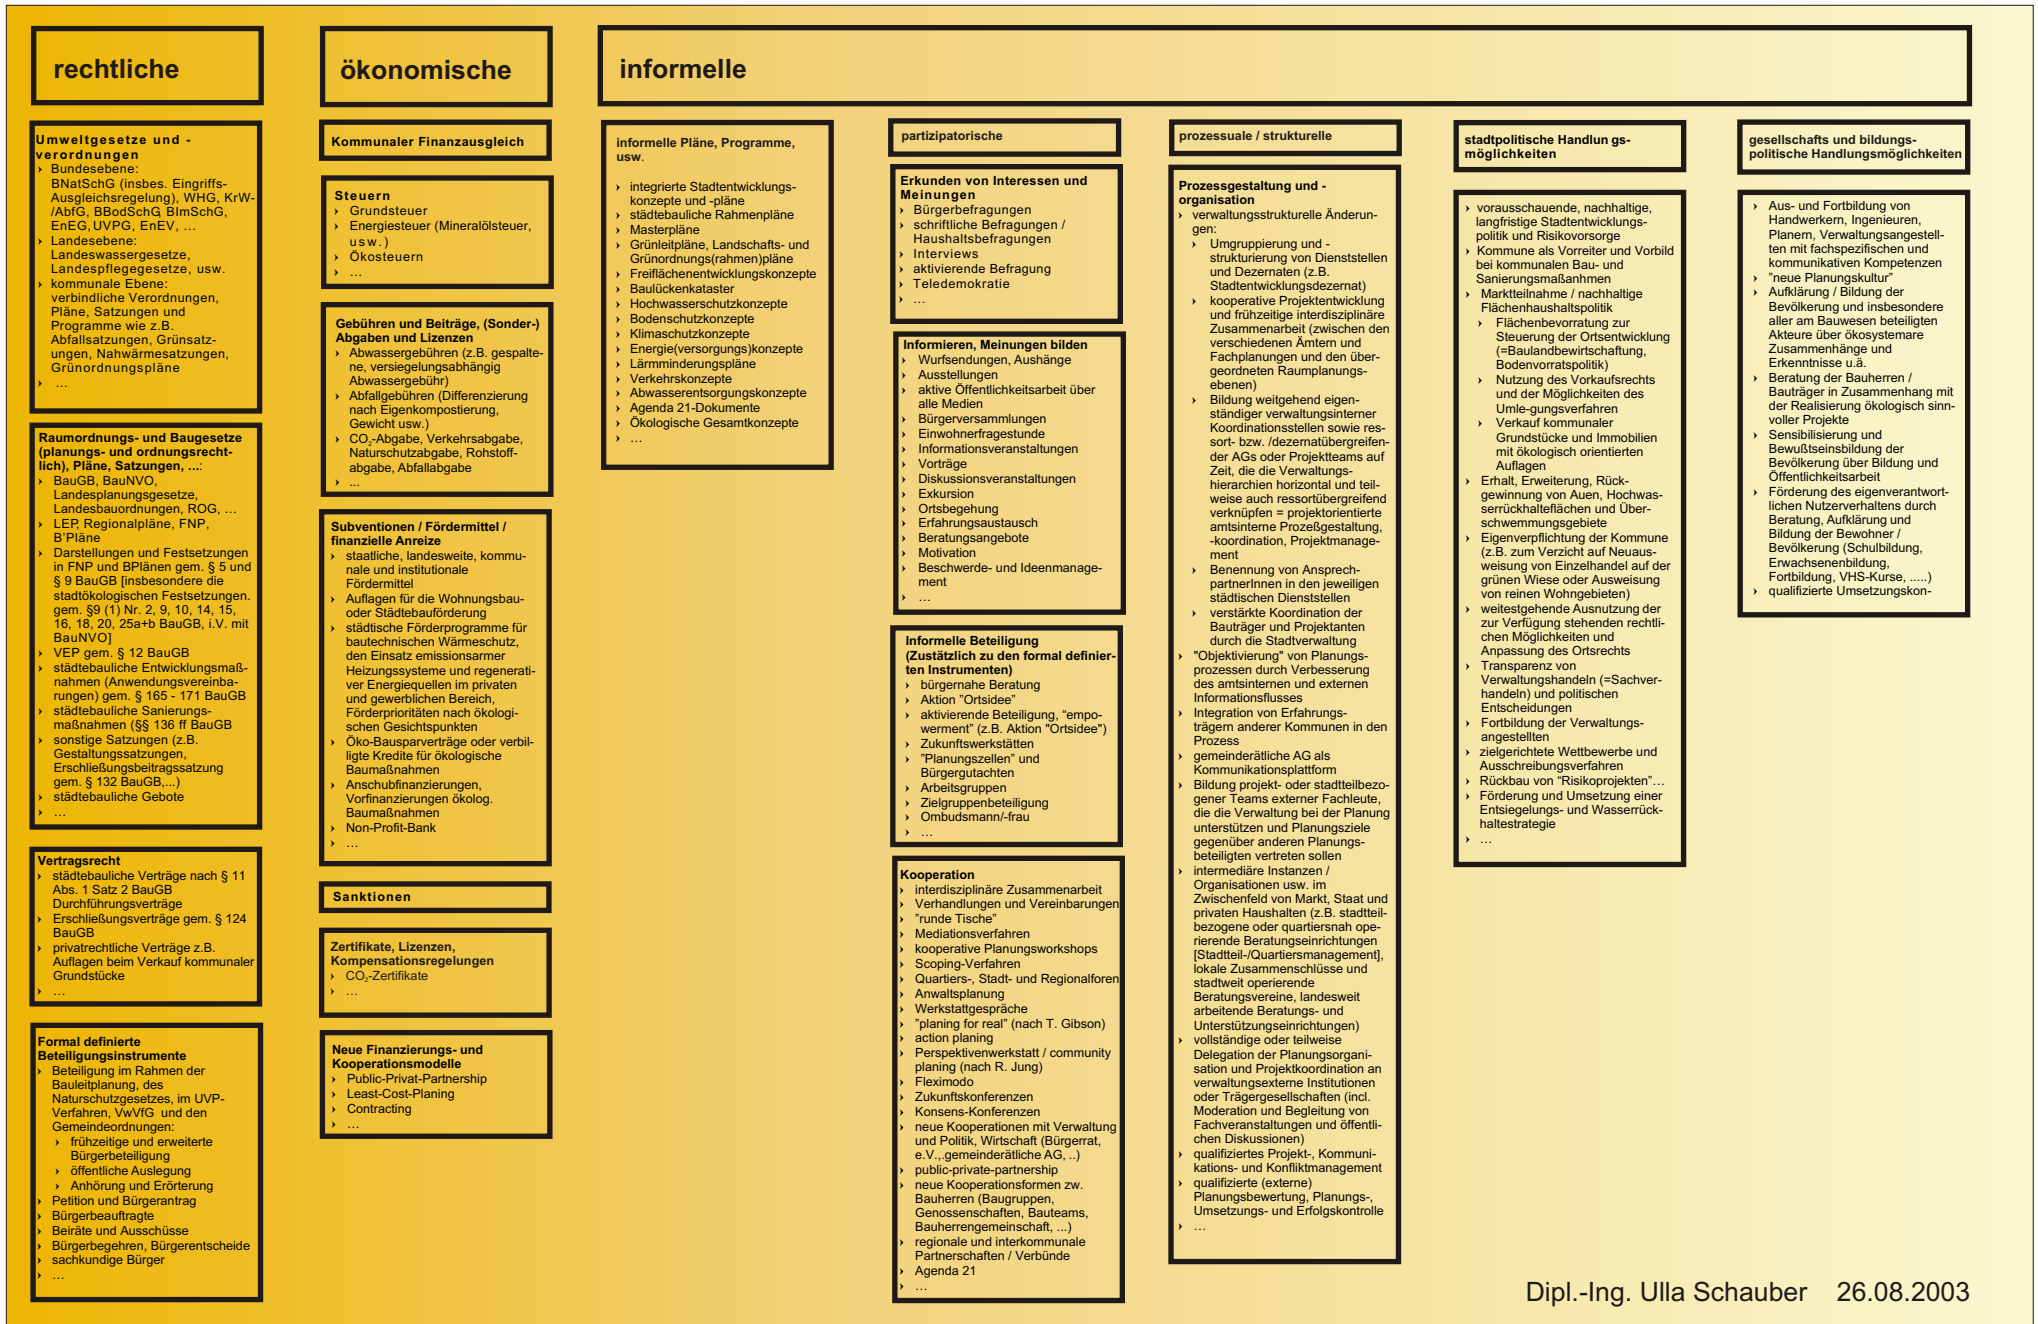 rechtliche
Umweltgesetze und -
verordnungen
› Bundesebene:
BNatSchG (insbes. Eingriffs-
Ausgleichsregelung), WHG, KrW-
/AbfG, BBodSchG, BImSchG,
EnEG, UVPG, EnEV, …
› Landesebene:
Landeswassergesetze,
Landespflegegesetze, usw.
› kommunale Ebene:
verbindliche Verordnungen,
Pläne, Satzungen und
Programme wie z.B.
Abfallsatzungen, Grünsatz-
ungen, Nahwärmesatzungen,
Grünordnungspläne
› …
Raumordnungs- und Baugesetze
(planungs- und ordnungsrecht-
lich), Pläne, Satzungen, ...:
› BauGB, BauNVO,
Landesplanungsgesetze,
Landesbauordnungen, ROG, …
› LEP, Regionalpläne, FNP,
B'Pläne
› Darstellungen und Festsetzungen
in FNP und BPlänen gem. § 5 und
§ 9 BauGB [insbesondere die
stadtökologischen Festsetzungen.
gem. §9 (1) Nr. 2, 9, 10, 14, 15,
16, 18, 20, 25a+b BauGB, i.V. mit
BauNVO]
› VEP gem. § 12 BauGB
› städtebauliche Entwicklungsmaß-
nahmen (Anwendungsvereinba-
rungen) gem. § 165 - 171 BauGB
› städtebauliche Sanierungs-
maßnahmen (§§ 136 ff BauGB
› sonstige Satzungen (z.B.
Gestaltungssatzungen,
Erschließungsbeitragssatzung
gem. § 132 BauGB,...)
› städtebauliche Gebote
› …
Vertragsrecht
› städtebauliche Verträge nach § 11
Abs. 1 Satz 2 BauGB
Durchführungsverträge
› Erschließungsverträge gem. § 124
BauGB
› privatrechtliche Verträge z.B.
Auflagen beim Verkauf kommunaler
Grundstücke
› …
Formal definierte
Beteiligungsinstrumente
› Beteiligung im Rahmen der
Bauleitplanung, des
Naturschutzgesetzes, im UVP-
Verfahren, VwVfG und den
Gemeindeordnungen:
› frühzeitige und erweiterte
Bürgerbeteiligung
› öffentliche Auslegung
› Anhörung und Erörterung
› Petition und Bürgerantrag
› Bürgerbeauftragte
› Beiräte und Ausschüsse
› Bürgerbegehren, Bürgerentscheide
› sachkundige Bürger
› …
ökonomische
Kommunaler Finanzausgleich
Steuern
› Grundsteuer
› Energiesteuer (Mineralölsteuer,
usw.)
› Ökosteuern
› …
Gebühren und Beiträge, (Sonder-)
Abgaben und Lizenzen
› Abwassergebühren (z.B. gespalte-
ne, versiegelungsabhängig
Abwassergebühr)
› Abfallgebühren (Differenzierung
nach Eigenkompostierung,
Gewicht usw.)
› CO₂-Abgabe, Verkehrsabgabe,
Naturschutzabgabe, Rohstoff-
abgabe, Abfallabgabe
› ...
Subventionen / Fördermittel /
finanzielle Anreize
› staatliche, landesweite, kommu-
nale und institutionale
Fördermittel
› Auflagen für die Wohnungsbau-
oder Städtebauförderung
› städtische Förderprogramme für
bautechnischen Wärmeschutz,
den Einsatz emissionsarmer
Heizungssysteme und regenerati-
ver Energiequellen im privaten
und gewerblichen Bereich,
Förderprioritäten nach ökologi-
schen Gesichtspunkten
› Öko-Bausparverträge oder verbil-
ligte Kredite für ökologische
Baumaßnahmen
› Anschubfinanzierungen,
Vorfinanzierungen ökolog.
Baumaßnahmen
› Non-Profit-Bank
› …
Sanktionen
Zertifikate, Lizenzen,
Kompensationsregelungen
› CO₂-Zertifikate
› …
Neue Finanzierungs- und
Kooperationsmodelle
› Public-Privat-Partnership
› Least-Cost-Planing
› Contracting
› …
informelle
informelle Pläne, Programme,
usw.
› integrierte Stadtentwicklungs-
konzepte und -pläne
› städtebauliche Rahmenpläne
› Masterpläne
› Grünleitpläne, Landschafts- und
Grünordnungs(rahmen)pläne
› Freiflächenentwicklungskonzepte
› Baulückenkataster
› Hochwasserschutzkonzepte
› Bodenschutzkonzepte
› Klimaschutzkonzepte
› Energie(versorgungs)konzepte
› Lärmminderungspläne
› Verkehrskonzepte
› Abwasserentsorgungskonzepte
› Agenda 21-Dokumente
› Ökologische Gesamtkonzepte
› …
partizipatorische
Erkunden von Interessen und
Meinungen
› Bürgerbefragungen
› schriftliche Befragungen /
Haushaltsbefragungen
› Interviews
› aktivierende Befragung
› Teledemokratie
› …
Informieren, Meinungen bilden
› Wurfsendungen, Aushänge
› Ausstellungen
› aktive Öffentlichkeitsarbeit über
alle Medien
› Bürgerversammlungen
› Einwohnerfragestunde
› Informationsveranstaltungen
› Vorträge
› Diskussionsveranstaltungen
› Exkursion
› Ortsbegehung
› Erfahrungsaustausch
› Beratungsangebote
› Motivation
› Beschwerde- und Ideenmanage-
ment
› …
Informelle Beteiligung
(Zustätzlich zu den formal definier-
ten Instrumenten)
› bürgernahe Beratung
› Aktion ”Ortsidee”
› aktivierende Beteiligung, “empo-
werment” (z.B. Aktion "Ortsidee")
› Zukunftswerkstätten
› ”Planungszellen” und
Bürgergutachten
› Arbeitsgruppen
› Zielgruppenbeteiligung
› Ombudsmann/-frau
› …
Kooperation
› interdisziplinäre Zusammenarbeit
› Verhandlungen und Vereinbarungen
› ”runde Tische”
› Mediationsverfahren
› kooperative Planungsworkshops
› Scoping-Verfahren
› Quartiers-, Stadt- und Regionalforen
› Anwaltsplanung
› Werkstattgespräche
› ”planing for real” (nach T. Gibson)
› action planing
› Perspektivenwerkstatt / community
planing (nach R. Jung)
› Fleximodo
› Zukunftskonferenzen
› Konsens-Konferenzen
› neue Kooperationen mit Verwaltung
und Politik, Wirtschaft (Bürgerrat,
e.V.,.gemeinderätliche AG, ..)
› public-private-partnership
› neue Kooperationsformen zw.
Bauherren (Baugruppen,
Genossenschaften, Bauteams,
Bauherrengemeinschaft, ...)
› regionale und interkommunale
Partnerschaften / Verbünde
› Agenda 21
› …
prozessuale / strukturelle
Prozessgestaltung und -
organisation
› verwaltungsstrukturelle Änderun-
gen:
› Umgruppierung und -
strukturierung von Dienststellen
und Dezernaten (z.B.
Stadtentwicklungsdezernat)
› kooperative Projektentwicklung
und frühzeitige interdisziplinäre
Zusammenarbeit (zwischen den
verschiedenen Ämtern und
Fachplanungen und den über-
geordneten Raumplanungs-
ebenen)
› Bildung weitgehend eigen-
ständiger verwaltungsinterner
Koordinationsstellen sowie res-
sort- bzw. /dezernatübergreifen-
der AGs oder Projektteams auf
Zeit, die die Verwaltungs-
hierarchien horizontal und teil-
weise auch ressortübergreifend
verknüpfen = projektorientierte
amtsinterne Prozeßgestaltung,
-koordination, Projektmanage-
ment
› Benennung von Ansprech-
partnerInnen in den jeweiligen
städtischen Dienststellen
› verstärkte Koordination der
Bauträger und Projektanten
durch die Stadtverwaltung
› "Objektivierung" von Planungs-
prozessen durch Verbesserung
des amtsinternen und externen
Informationsflusses
› Integration von Erfahrungs-
trägern anderer Kommunen in den
Prozess
› gemeinderätliche AG als
Kommunikationsplattform
› Bildung projekt- oder stadtteilbezo-
gener Teams externer Fachleute,
die die Verwaltung bei der Planung
unterstützen und Planungsziele
gegenüber anderen Planungs-
beteiligten vertreten sollen
› intermediäre Instanzen /
Organisationen usw. im
Zwischenfeld von Markt, Staat und
privaten Haushalten (z.B. stadtteil-
bezogene oder quartiersnah ope-
rierende Beratungseinrichtungen
[Stadtteil-/Quartiersmanagement],
lokale Zusammenschlüsse und
stadtweit operierende
Beratungsvereine, landesweit
arbeitende Beratungs- und
Unterstützungseinrichtungen)
› vollständige oder teilweise
Delegation der Planungsorgani-
sation und Projektkoordination an
verwaltungsexterne Institutionen
oder Trägergesellschaften (incl.
Moderation und Begleitung von
Fachveranstaltungen und öffentli-
chen Diskussionen)
› qualifiziertes Projekt-, Kommuni-
kations- und Konfliktmanagement
› qualifizierte (externe)
Planungsbewertung, Planungs-,
Umsetzungs- und Erfolgskontrolle
› …
stadtpolitische Handlun gs-
möglichkeiten
› vorausschauende, nachhaltige,
langfristige Stadtentwicklungs-
politik und Risikovorsorge
› Kommune als Vorreiter und Vorbild
bei kommunalen Bau- und
Sanierungsmaßanhmen
› Marktteilnahme / nachhaltige
Flächenhaushaltspolitik
› Flächenbevorratung zur
Steuerung der Ortsentwicklung
(=Baulandbewirtschaftung,
Bodenvorratspolitik)
› Nutzung des Vorkaufsrechts
und der Möglichkeiten des
Umle-gungsverfahren
› Verkauf kommunaler
Grundstücke und Immobilien
mit ökologisch orientierten
Auflagen
› Erhalt, Erweiterung, Rück-
gewinnung von Auen, Hochwas-
serrückhalteflächen und Über-
schwemmungsgebiete
› Eigenverpflichtung der Kommune
(z.B. zum Verzicht auf Neuaus-
weisung von Einzelhandel auf der
grünen Wiese oder Ausweisung
von reinen Wohngebieten)
› weitestgehende Ausnutzung der
zur Verfügung stehenden rechtli-
chen Möglichkeiten und
Anpassung des Ortsrechts
› Transparenz von
Verwaltungshandeln (=Sachver-
handeln) und politischen
Entscheidungen
› Fortbildung der Verwaltungs-
angestellten
› zielgerichtete Wettbewerbe und
Ausschreibungsverfahren
› Rückbau von “Risikoprojekten”…
› Förderung und Umsetzung einer
Entsiegelungs- und Wasserrück-
haltestrategie
› …
gesellschafts und bildungs-
politische Handlungsmöglichkeiten
› Aus- und Fortbildung von
Handwerkern, Ingenieuren,
Planern, Verwaltungsangestell-
ten mit fachspezifischen und
kommunikativen Kompetenzen
› ”neue Planungskultur”
› Aufklärung / Bildung der
Bevölkerung und insbesondere
aller am Bauwesen beteiligten
Akteure über ökosystemare
Zusammenhänge und
Erkenntnisse u.ä.
› Beratung der Bauherren /
Bauträger in Zusammenhang mit
der Realisierung ökologisch sinn-
voller Projekte
› Sensibilisierung und
Bewußtseinsbildung der
Bevölkerung über Bildung und
Öffentlichkeitsarbeit
› Förderung des eigenverantwort-
lichen Nutzerverhaltens durch
Beratung, Aufklärung und
Bildung der Bewohner /
Bevölkerung (Schulbildung,
Erwachsenenbildung,
Fortbildung, VHS-Kurse, .....)
› qualifizierte Umsetzungskon-
Dipl.-Ing. Ulla Schauber 26.08.2003